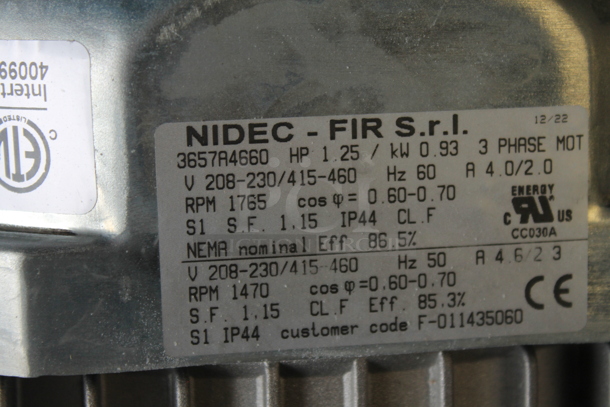 NIDEC - FIR S.r.l. 12/22
3657A4660 HP 1.25 / kW 0.93 3 PHASE MOT
V 208-230/415-460 Hz 60 A 4.0/2.0
RPM 1765 cos φ = 0.60-0.70
ENERGY
S1 S.F. 1.15 IP44 CL.F
C US
CC030A
NEMA nominal Eff. 86.5%
V 208-230/415-460 Hz 50 A 4.6/2 3
RPM 1470 cos φ =0.60-0.70
S.F. 1.15 CL.F Eff. 85.3%
CE
S1 IP44 customer code F-011435060
C
LISTED
Intert
40099